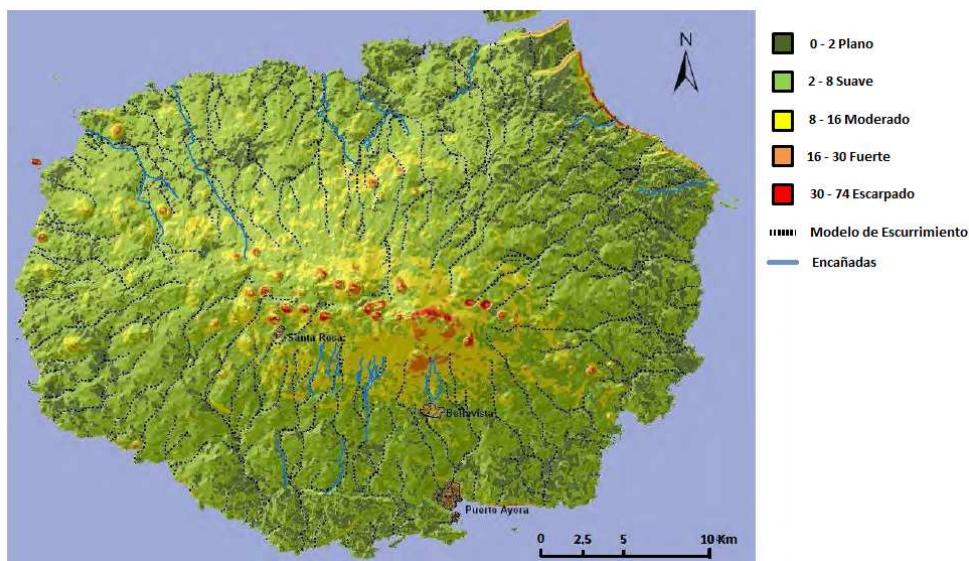 N
0 - 2 Plano
2 - 8 Suave
8 - 16 Moderado
16 - 30 Fuerte
30 - 74 Escarpado
Modelo de Escurrimiento
Encañadas
Santa Rosa
Bellavista
Puerto Ayora
0 2,5 5 10 Km